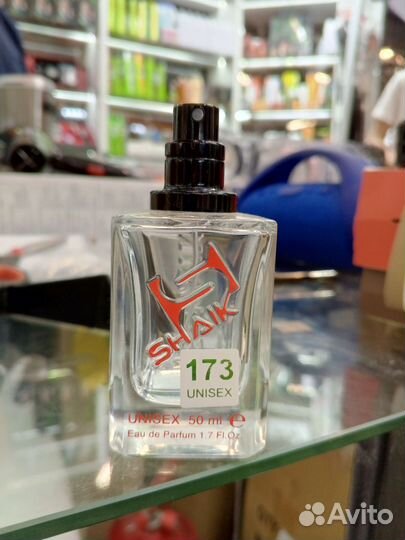 SHAIK
173
UNISEX
UNISEX 50 ml e
Eau de Parfum 1.7 Fl.Oz
Avito